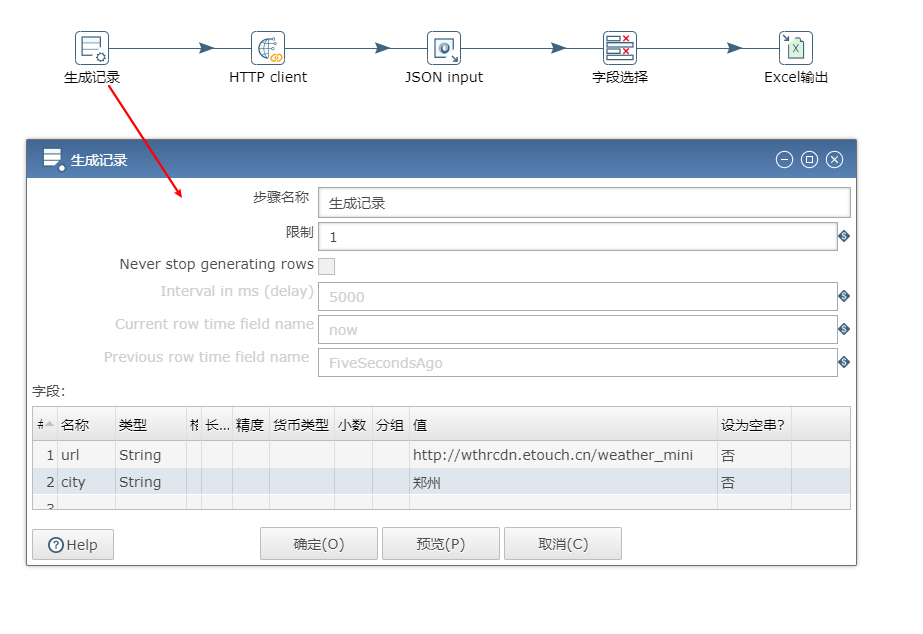 生成记录 HTTP client JSON input 字段选择 Excel输出
生成记录
步骤名称 生成记录
限制 1
Never stop generating rows
Interval in ms (delay) 5000
Current row time field name now
Previous row time field name FiveSecondsAgo
字段:
# 名称 类型 长... 精度 货币类型 小数 分组 值 设为空串?
1 url String http://wthrcdn.etouch.cn/weather_mini 否
2 city String 郑州 否
3
Help 确定(O) 预览(P) 取消(C)